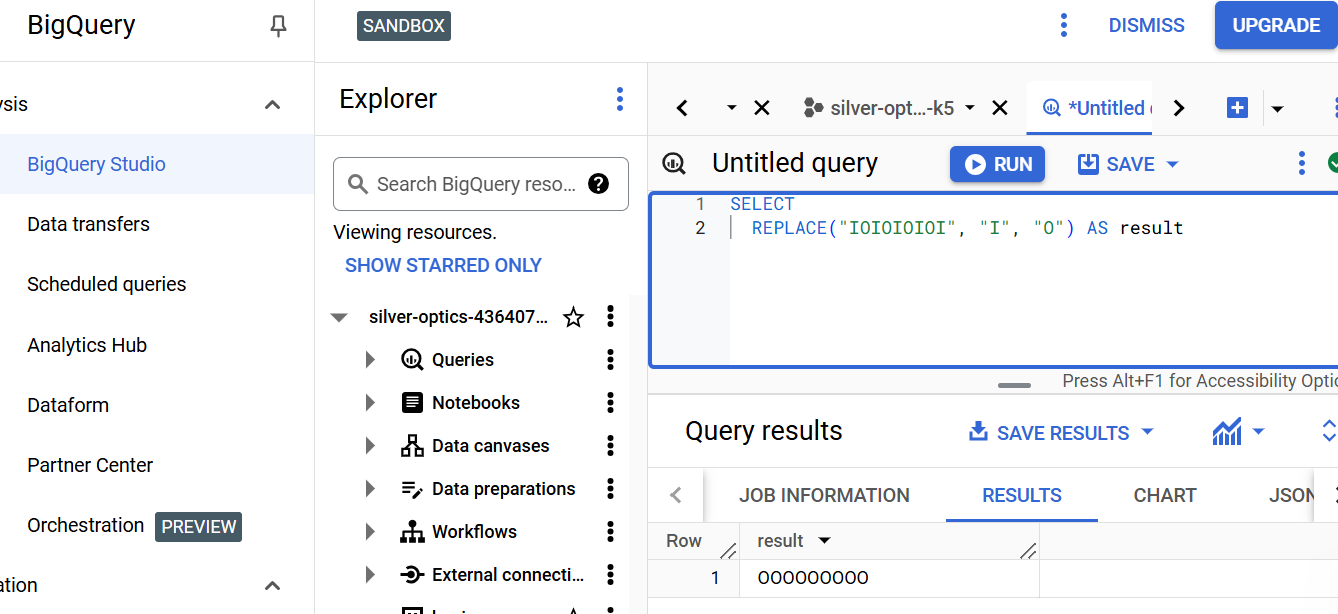 BigQuery
SANDBOX
DISMISS
UPGRADE
ysis
BigQuery Studio
Data transfers
Scheduled queries
Analytics Hub
Dataform
Partner Center
Orchestration PREVIEW
ation
Explorer
Search BigQuery reso...
Viewing resources.
SHOW STARRED ONLY
silver-optics-436407...
Queries
Notebooks
Data canvases
Data preparations
Workflows
External connecti...
silver-opt...-k5
*Untitled
Untitled query
RUN
SAVE
1 SELECT
2 REPLACE("IOIOIOIOI", "I", "O") AS result
Press Alt+F1 for Accessibility Optio
Query results
SAVE RESULTS
JOB INFORMATION
RESULTS
CHART
JSON
Row result
1 OOOOOOOOO